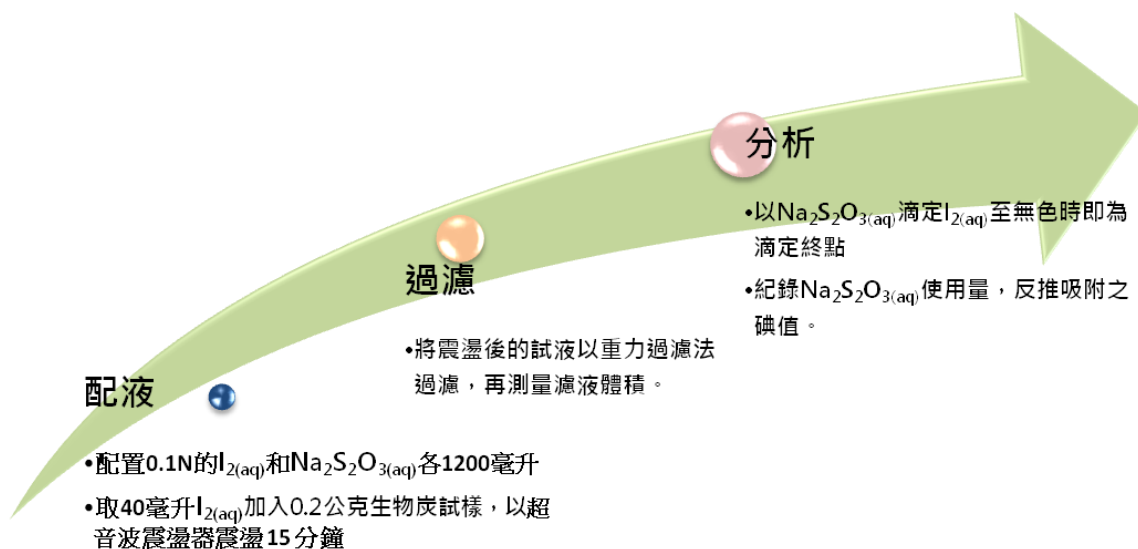 配液
•配置0.1N的I₂(aq)和Na₂S₂O₃(aq)各1200毫升
•取40毫升I₂(aq)加入0.2公克生物炭試樣，以超
音波震盪器震盪15分鐘
過濾
•將震盪後的試液以重力過濾法
過濾，再測量濾液體積。
分析
•以Na₂S₂O₃(aq)滴定I₂(aq)至無色時即為
滴定終點
•紀錄Na₂S₂O₃(aq)使用量，反推吸附之
碘值。